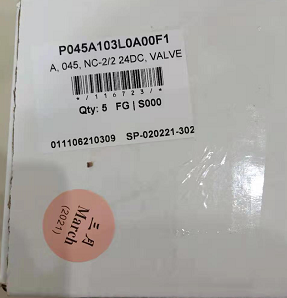 P045A103L0A00F1
A, 045, NC-2/2 24DC, VALVE
*/116723/*
Qty: 5 FG | S000
011106210309 SP-020221-302
三月
March
(2021)